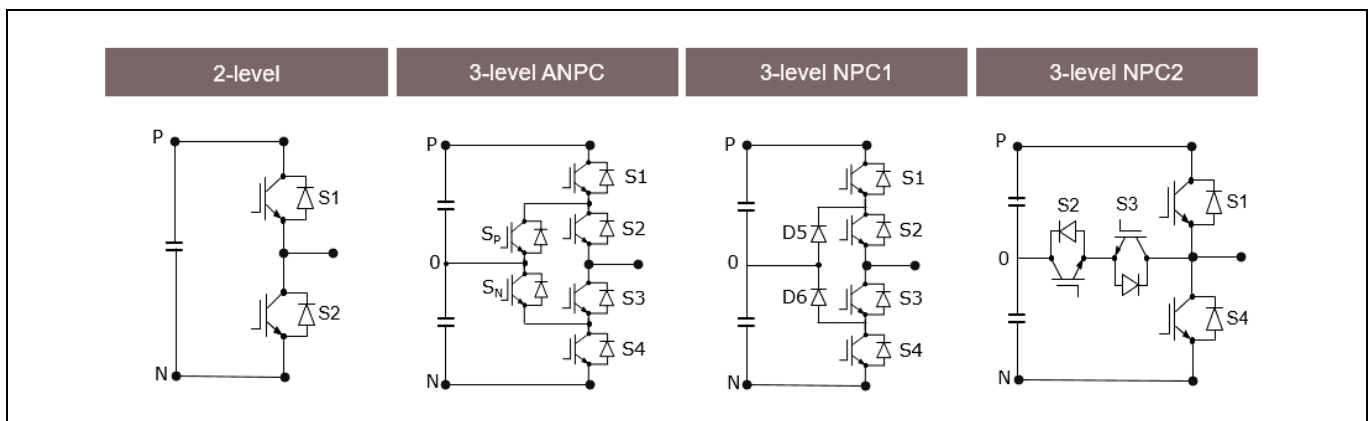 2-level
3-level ANPC
3-level NPC1
3-level NPC2
P
S1
S2
N
P
S1
SP
S2
0
SN
S3
S4
N
P
S1
D5
S2
0
D6
S3
S4
N
P
S2
S3
S1
0
S4
N